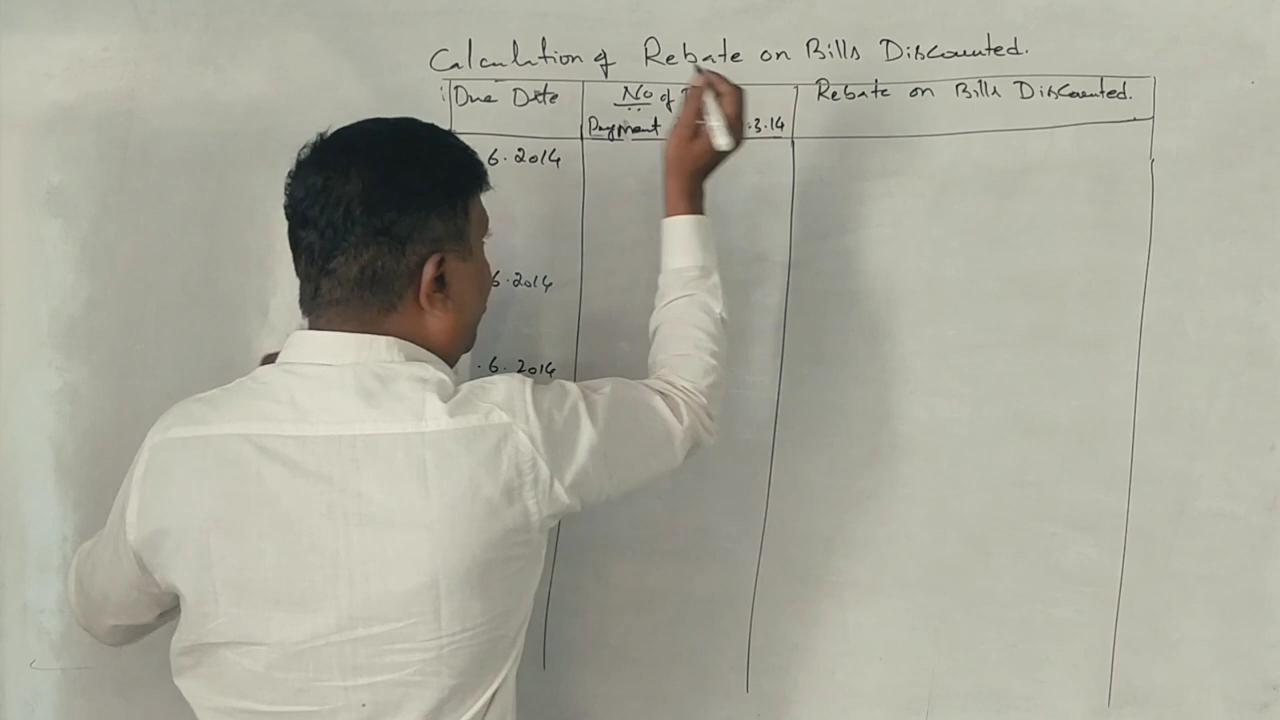 Calculation of Rebate on Bills Discounted.
Due Date
No of
Payment .3.14
Rebate on Bills Discounted.
6.2014
6.2014
.6.2014